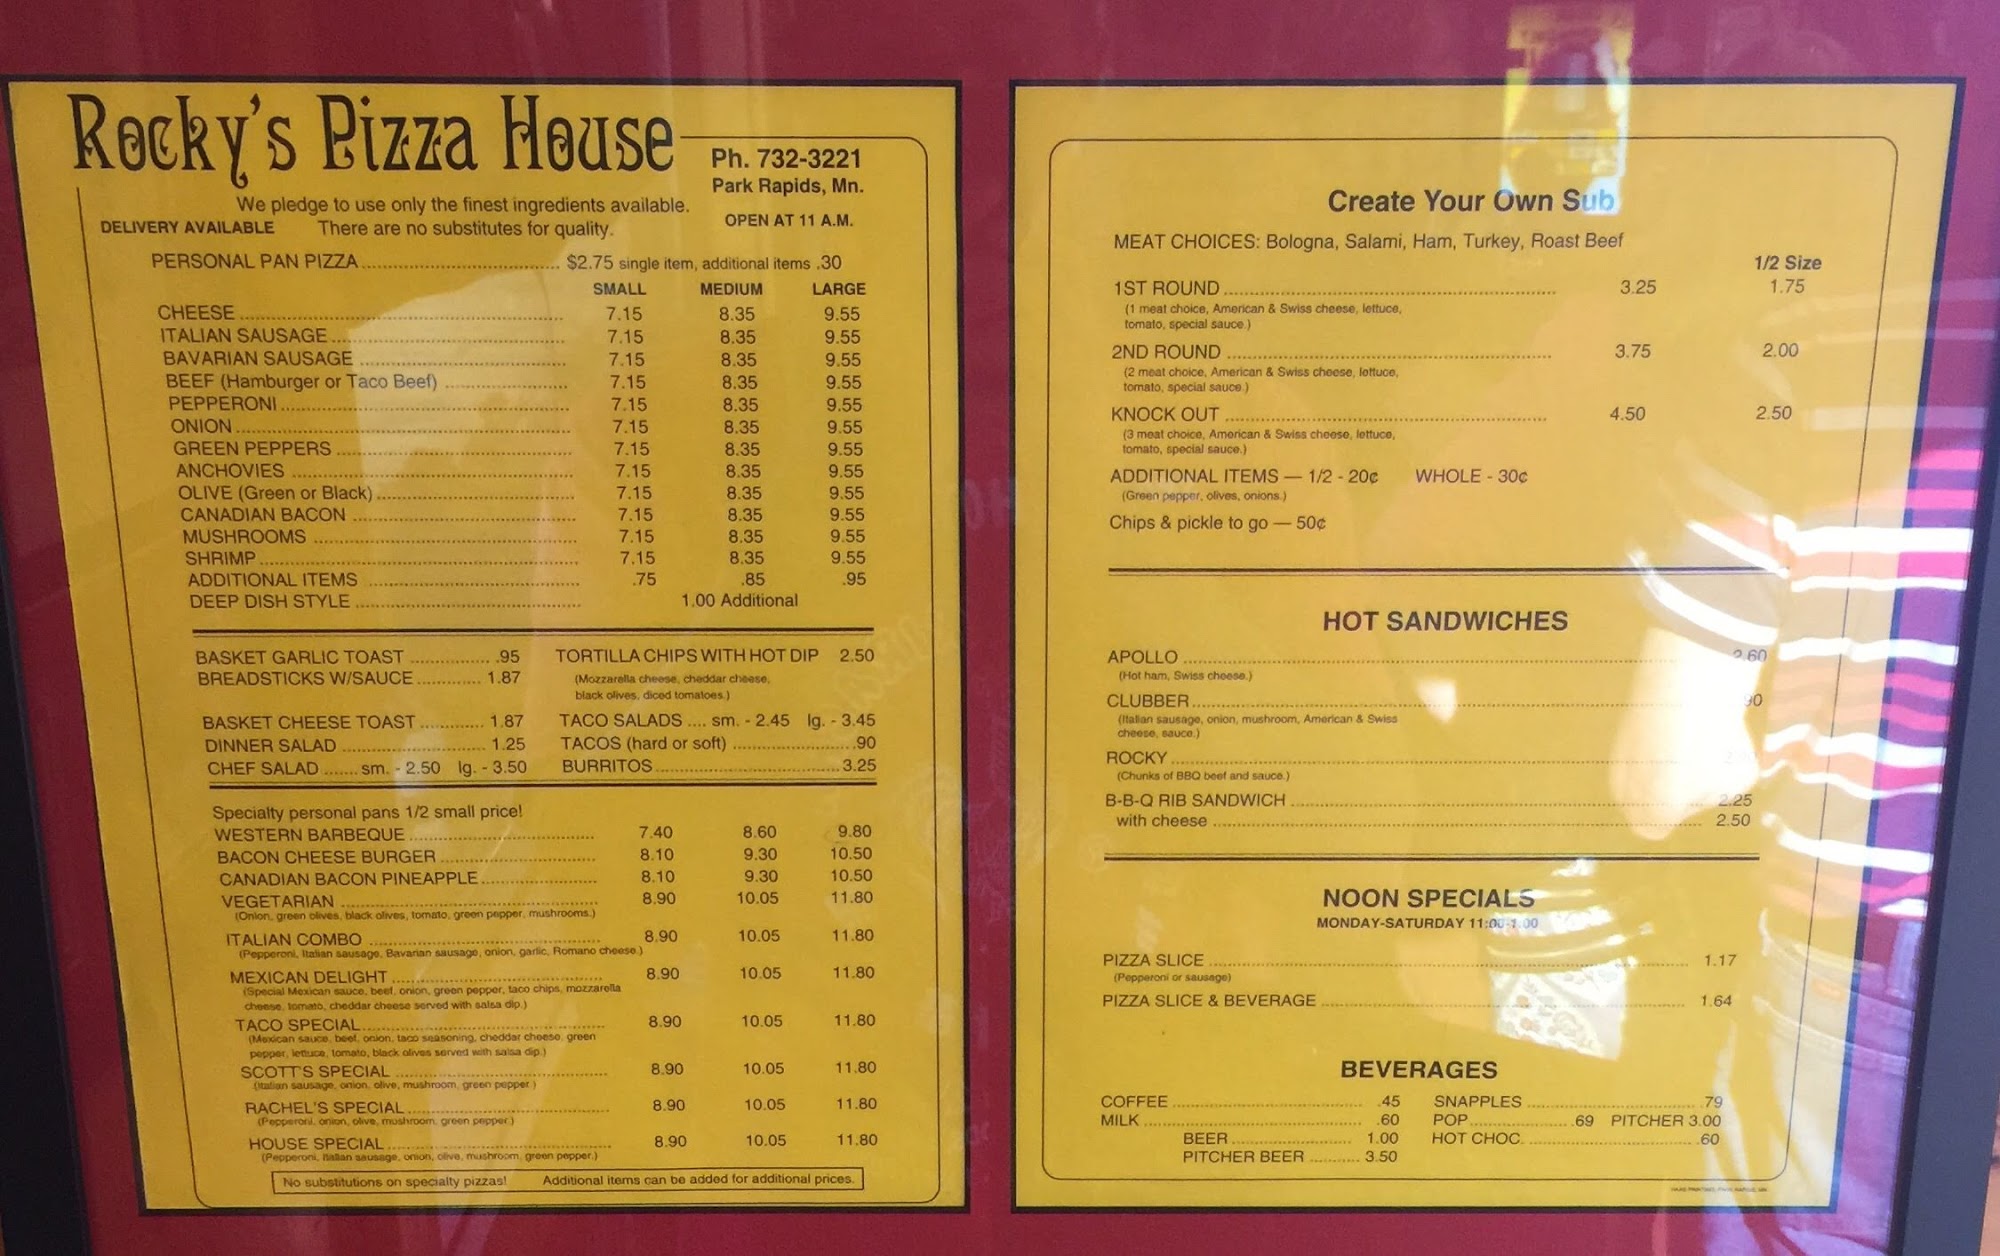 Rocky's Pizza House
Ph. 732-3221
Park Rapids, Mn.
We pledge to use only the finest ingredients available.
OPEN AT 11 A.M.
DELIVERY AVAILABLE There are no substitutes for quality.
PERSONAL PAN PIZZA $2.75 single item, additional items .30
SMALL MEDIUM LARGE
CHEESE 7.15 8.35 9.55
ITALIAN SAUSAGE 7.15 8.35 9.55
BAVARIAN SAUSAGE 7.15 8.35 9.55
BEEF (Hamburger or Taco Beef) 7.15 8.35 9.55
PEPPERONI 7.15 8.35 9.55
ONION 7.15 8.35 9.55
GREEN PEPPERS 7.15 8.35 9.55
ANCHOVIES 7.15 8.35 9.55
OLIVE (Green or Black) 7.15 8.35 9.55
CANADIAN BACON 7.15 8.35 9.55
MUSHROOMS 7.15 8.35 9.55
SHRIMP 7.15 8.35 9.55
ADDITIONAL ITEMS .75 .85 .95
DEEP DISH STYLE 1.00 Additional
BASKET GARLIC TOAST .95
BREADSTICKS W/SAUCE 1.87
BASKET CHEESE TOAST 1.87
DINNER SALAD 1.25
CHEF SALAD sm. - 2.50 lg. - 3.50
TORTILLA CHIPS WITH HOT DIP 2.50
(Mozzarella cheese, cheddar cheese,
black olives, diced tomatoes.)
TACO SALADS sm. - 2.45 lg. - 3.45
TACOS (hard or soft) .90
BURRITOS 3.25
Specialty personal pans 1/2 small price!
WESTERN BARBEQUE 7.40 8.60 9.80
BACON CHEESE BURGER 8.10 9.30 10.50
CANADIAN BACON PINEAPPLE 8.10 9.30 10.50
VEGETARIAN 8.90 10.05 11.80
(Onion, green olives, black olives, tomato, green pepper, mushrooms.)
ITALIAN COMBO 8.90 10.05 11.80
(Pepperoni, Italian sausage, Bavarian sausage, onion, garlic, Romano cheese.)
MEXICAN DELIGHT 8.90 10.05 11.80
(Special Mexican sauce, beef, onion, green pepper, taco chips, mozzarella
cheese, tomato, cheddar cheese served with salsa dip.)
TACO SPECIAL 8.90 10.05 11.80
(Mexican sauce, beef, onion, taco seasoning, cheddar cheese, green
pepper, lettuce, tomato, black olives served with salsa dip.)
SCOTT'S SPECIAL 8.90 10.05 11.80
(Italian sausage, onion, olive, mushroom, green pepper.)
RACHEL'S SPECIAL 8.90 10.05 11.80
(Pepperoni, onion, olive, mushroom, green pepper.)
HOUSE SPECIAL 8.90 10.05 11.80
(Pepperoni, Italian sausage, onion, olive, mushroom, green pepper.)
No substitutions on specialty pizzas! Additional items can be added for additional prices.
Create Your Own Sub
MEAT CHOICES: Bologna, Salami, Ham, Turkey, Roast Beef
1/2 Size
1ST ROUND 3.25 1.75
(1 meat choice, American & Swiss cheese, lettuce,
tomato, special sauce.)
2ND ROUND 3.75 2.00
(2 meat choice, American & Swiss cheese, lettuce,
tomato, special sauce.)
KNOCK OUT 4.50 2.50
(3 meat choice, American & Swiss cheese, lettuce,
tomato, special sauce.)
ADDITIONAL ITEMS — 1/2 - 20¢ WHOLE - 30¢
(Green pepper, olives, onions.)
Chips & pickle to go — 50¢
HOT SANDWICHES
APOLLO 2.60
(Hot ham, Swiss cheese.)
CLUBBER
(Italian sausage, onion, mushroom, American & Swiss
cheese, sauce.)
ROCKY
(Chunks of BBQ beef and sauce.)
B-B-Q RIB SANDWICH 2.25
with cheese 2.50
NOON SPECIALS
MONDAY-SATURDAY 11:00-1:00
PIZZA SLICE 1.17
(Pepperoni or sausage)
PIZZA SLICE & BEVERAGE 1.64
BEVERAGES
COFFEE .45 SNAPPLES .79
MILK .60 POP .69 PITCHER 3.00
BEER 1.00 HOT CHOC. .60
PITCHER BEER 3.50